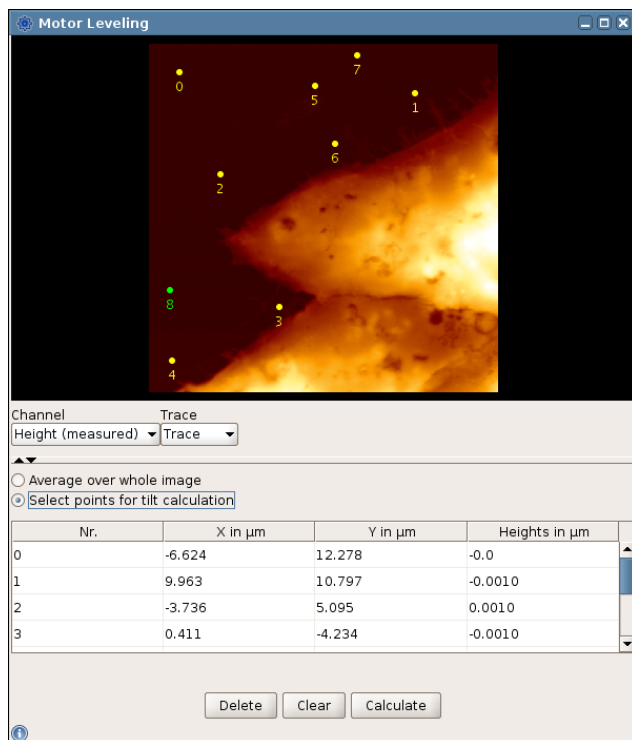 Motor Leveling
7
0
5
1
6
2
8
3
4
Channel Trace
Height (measured) Trace
Average over whole image
Select points for tilt calculation
Nr. X in µm Y in µm Heights in µm
0 -6.624 12.278 -0.0
1 9.963 10.797 -0.0010
2 -3.736 5.095 0.0010
3 0.411 -4.234 -0.0010
Delete Clear Calculate